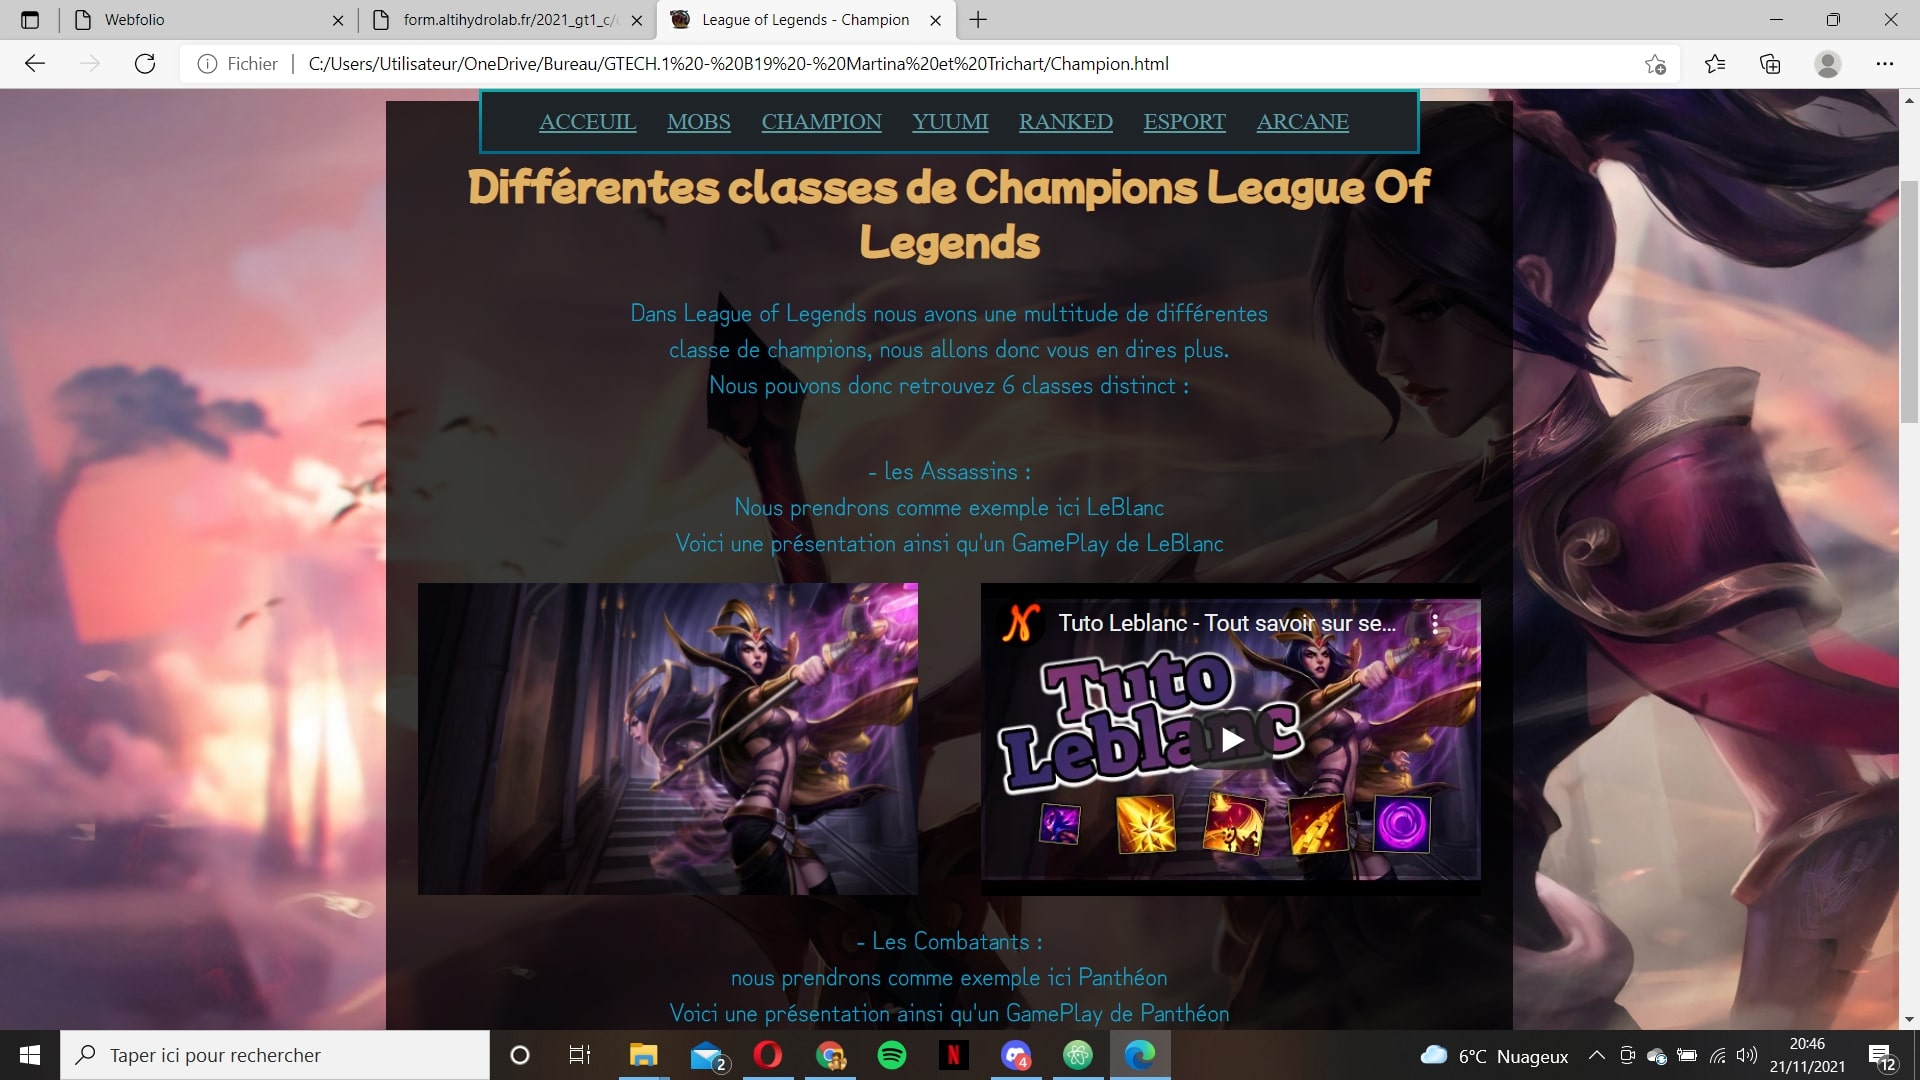 Webfolio
form.altihydrolab.fr/2021_gt1_c/
League of Legends - Champion
Fichier
C:/Users/Utilisateur/OneDrive/Bureau/GTECH.1%20-%20B19%20-%20Martina%20et%20Trichart/Champion.html
ACCEUIL MOBS CHAMPION YUUMI RANKED ESPORT ARCANE
Différentes classes de Champions League Of
Legends
Dans League of Legends nous avons une multitude de différentes
classe de champions, nous allons donc vous en dires plus.
Nous pouvons donc retrouvez 6 classes distinct :
- les Assassins :
Nous prendrons comme exemple ici LeBlanc
Voici une présentation ainsi qu'un GamePlay de LeBlanc
N Tuto Leblanc - Tout savoir sur se...
Tuto
Leblanc
- Les Combatants :
nous prendrons comme exemple ici Panthéon
Voici une présentation ainsi qu'un GamePlay de Panthéon
Taper ici pour rechercher
2
N
4
6°C Nuageux
20:46
21/11/2021
12